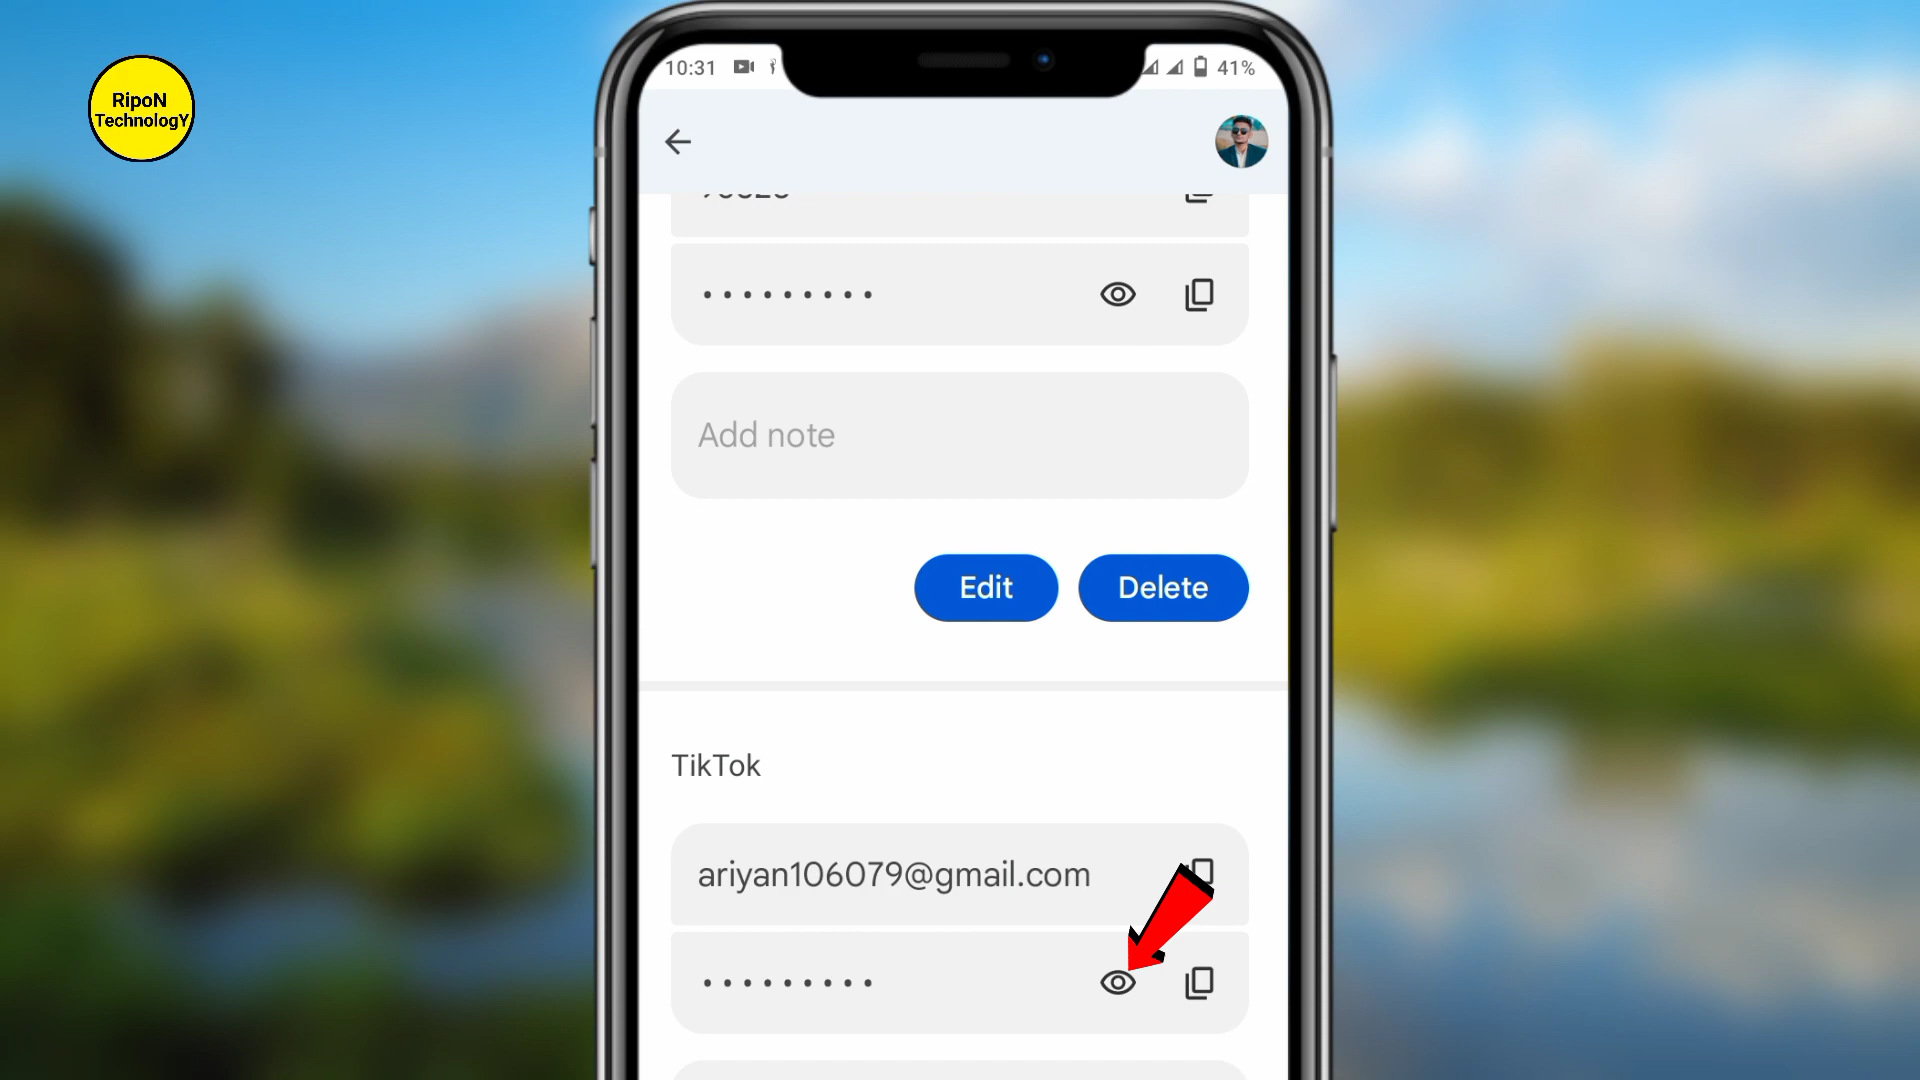 RipoN
TechnologY
10:31
41%
Add note
Edit
Delete
TikTok
ariyan106079@gmail.com